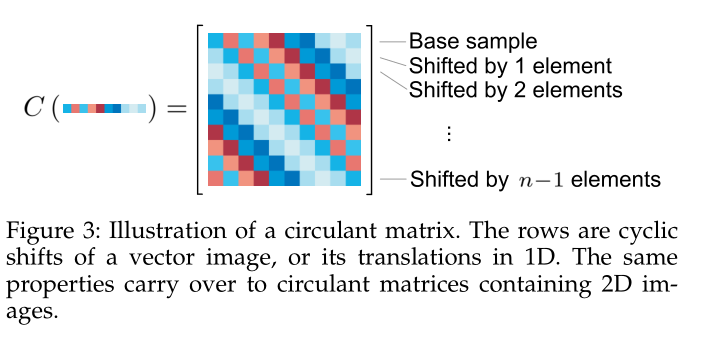 C ( ) =
Base sample
Shifted by 1 element
Shifted by 2 elements
⋮
Shifted by n−1 elements
Figure 3: Illustration of a circulant matrix. The rows are cyclic
shifts of a vector image, or its translations in 1D. The same
properties carry over to circulant matrices containing 2D im-
ages.